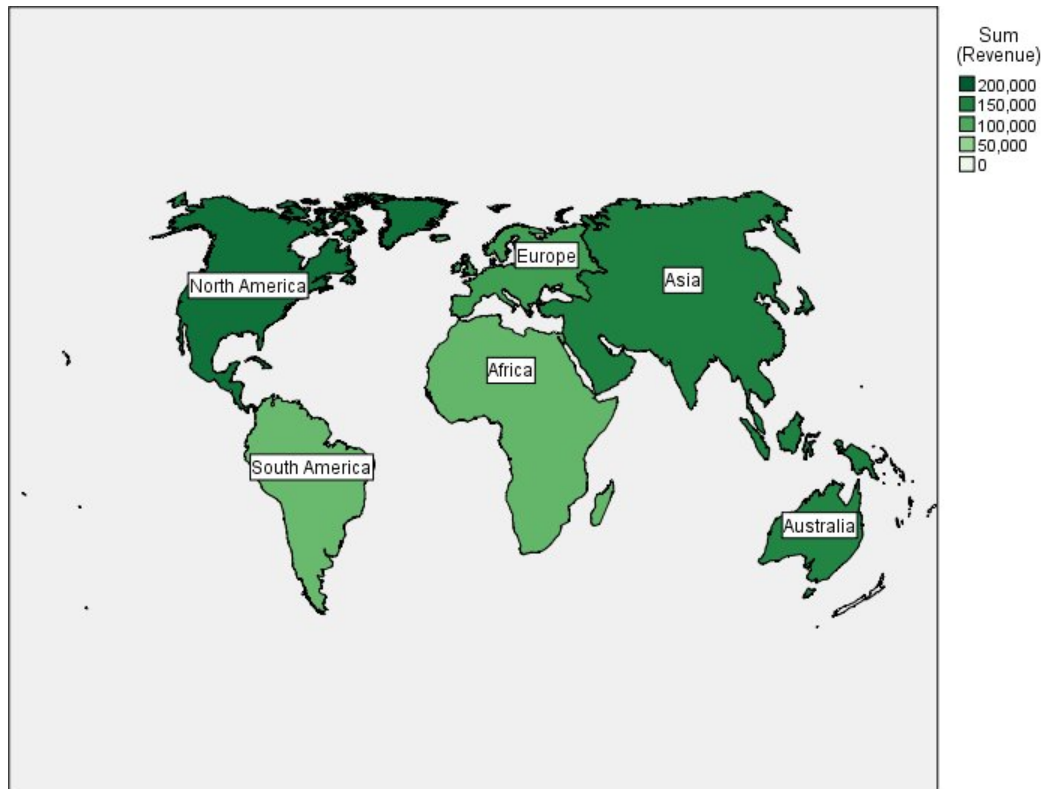 Sum
(Revenue)
200,000
150,000
100,000
50,000
0
Europe
North America
Asia
Africa
South America
Australia